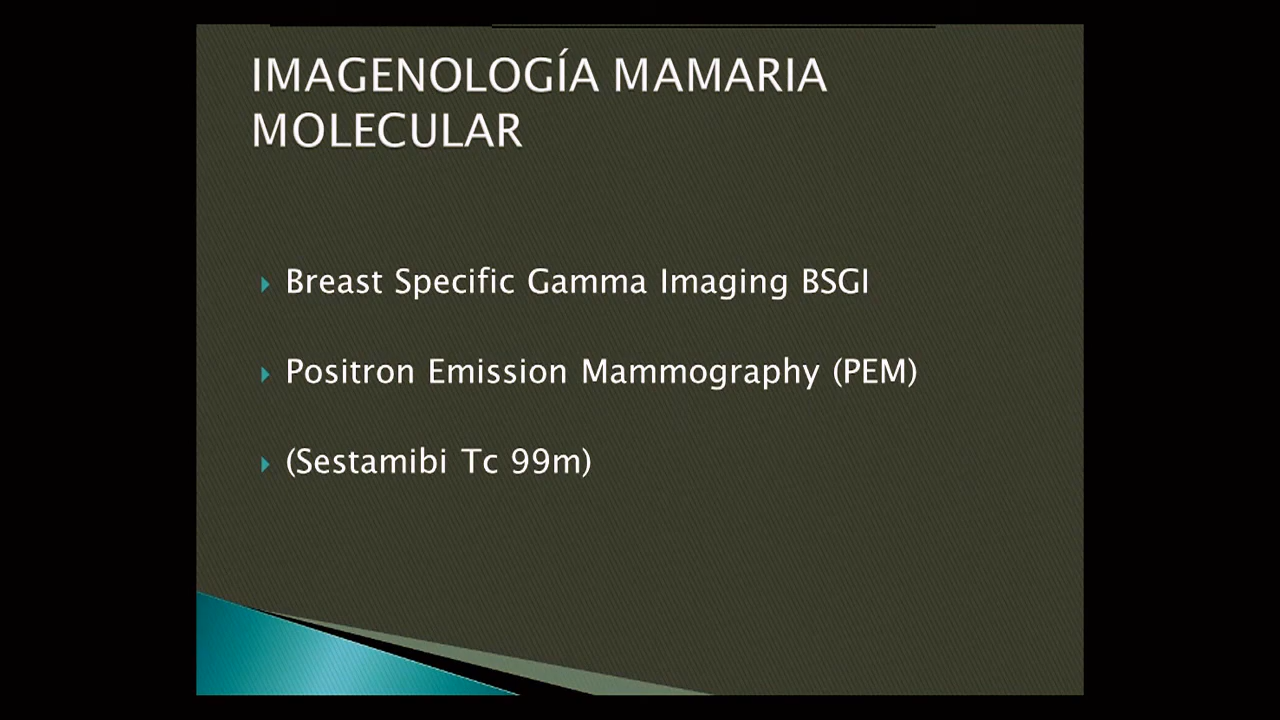 IMAGENOLOGÍA MAMARIA
MOLECULAR
Breast Specific Gamma Imaging BSGI
Positron Emission Mammography (PEM)
(Sestamibi Tc 99m)